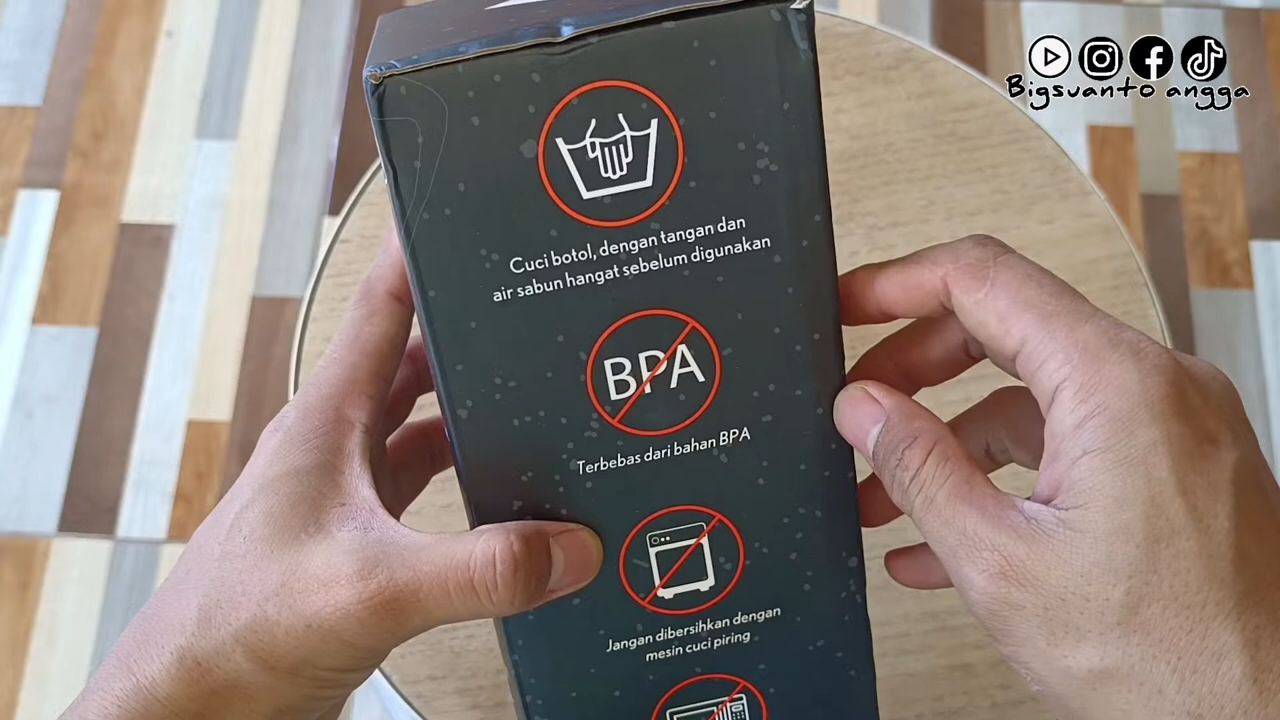 Bigsuanto angga
Cuci botol, dengan tangan dan
air sabun hangat sebelum digunakan
BPA
Terbebas dari bahan BPA
Jangan dibersihkan dengan
mesin cuci piring